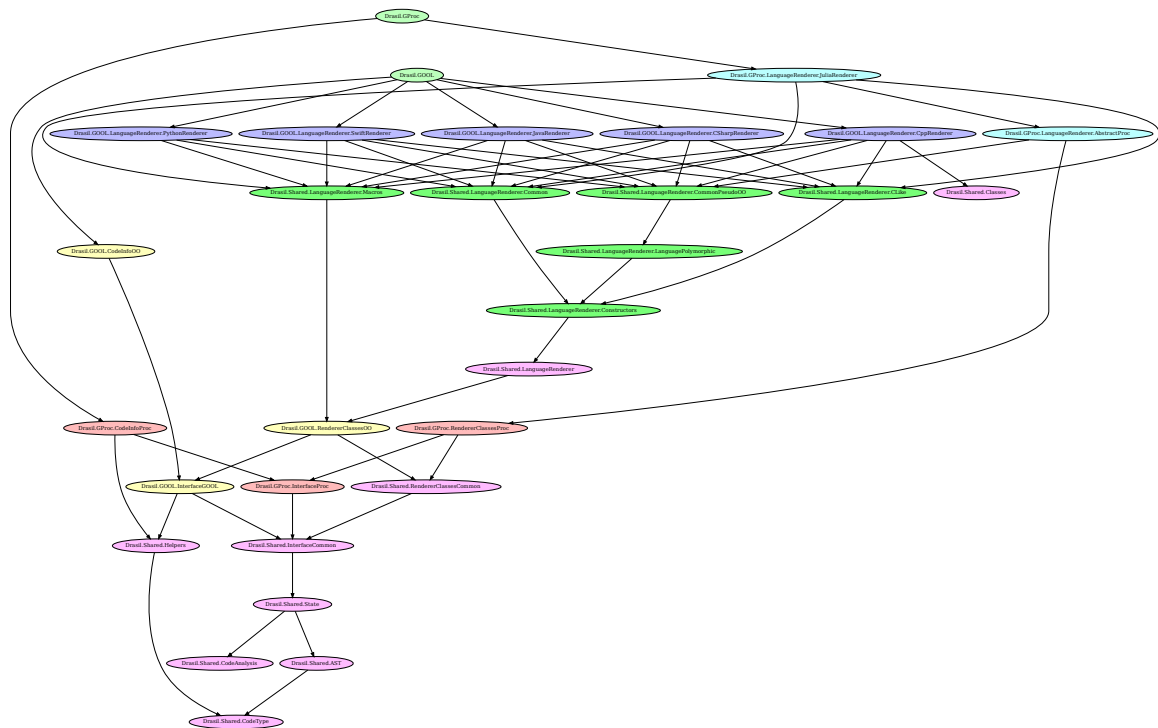 Drasil.GProc
Drasil.GOOL
Drasil.GProc.LanguageRenderer.JuliaRenderer
Drasil.GOOL.LanguageRenderer.PythonRenderer
Drasil.GOOL.LanguageRenderer.SwiftRenderer
Drasil.GOOL.LanguageRenderer.JavaRenderer
Drasil.GOOL.LanguageRenderer.CSharpRenderer
Drasil.GOOL.LanguageRenderer.CppRenderer
Drasil.GProc.LanguageRenderer.AbstractProc
Drasil.Shared.LanguageRenderer.Macros
Drasil.Shared.LanguageRenderer.Common
Drasil.Shared.LanguageRenderer.CommonPseudoOO
Drasil.Shared.LanguageRenderer.CLike
Drasil.Shared.Classes
Drasil.GOOL.CodeInfoOO
Drasil.Shared.LanguageRenderer.LanguagePolymorphic
Drasil.Shared.LanguageRenderer.Constructors
Drasil.Shared.LanguageRenderer
Drasil.GProc.CodeInfoProc
Drasil.GOOL.RendererClassesOO
Drasil.GProc.RendererClassesProc
Drasil.GOOL.InterfaceGOOL
Drasil.GProc.InterfaceProc
Drasil.Shared.RendererClassesCommon
Drasil.Shared.Helpers
Drasil.Shared.InterfaceCommon
Drasil.Shared.State
Drasil.Shared.CodeAnalysis
Drasil.Shared.AST
Drasil.Shared.CodeType